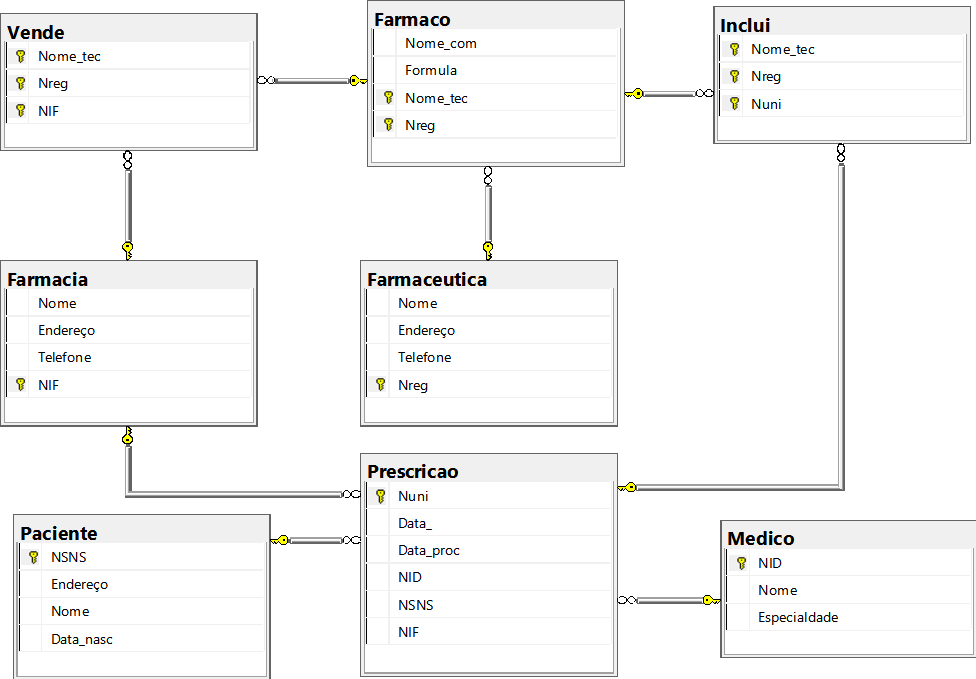 Vende
Nome_tec
Nreg
NIF
Farmaco
Nome_com
Formula
Nome_tec
Nreg
Inclui
Nome_tec
Nreg
Nuni
Farmacia
Nome
Endereço
Telefone
NIF
Farmaceutica
Nome
Endereço
Telefone
Nreg
Paciente
NSNS
Endereço
Nome
Data_nasc
Prescricao
Nuni
Data_
Data_proc
NID
NSNS
NIF
Medico
NID
Nome
Especialdade